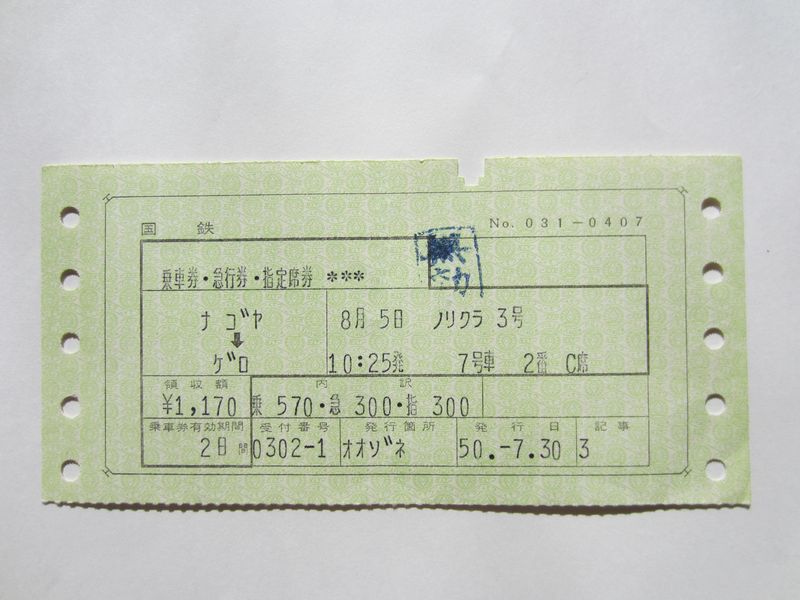 国鉄 No. 031-0407
乗車券・急行券・指定席券 ***
ナゴヤ 8月 5日 ノリクラ 3号
⬇
ゲロ 10:25発 7号車 2番 C席
領収額 内訳
¥1,170 乗 570・急 300・指 300
乗車券有効期間 受付番号 発行箇所 発行日 記事
2日間 0302-1 オオゾネ 50.-7.30 3